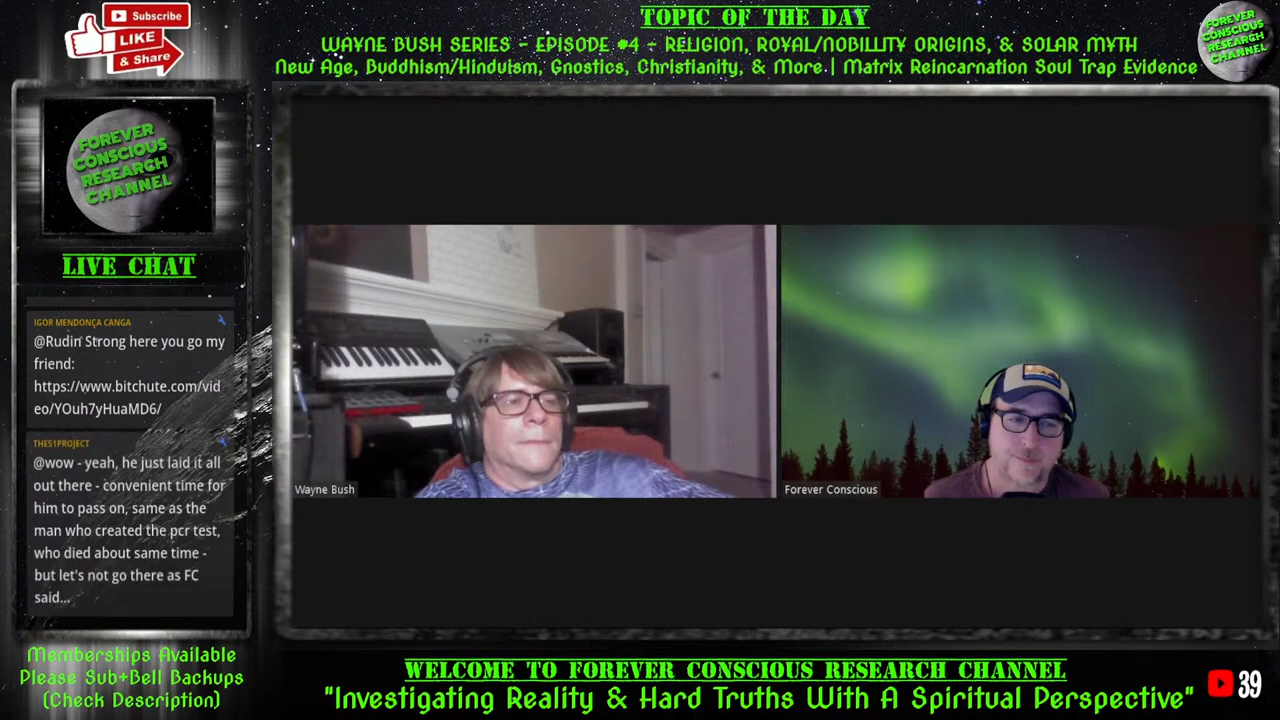 Subscribe
LIKE
& Share
TOPIC OF THE DAY
WAYNE BUSH SERIES - EPISODE #4 - RELIGION, ROYAL/NOBILLITY ORIGINS, & SOLAR MYTH
New Age, Buddhism/Hinduism, Gnostics, Christianity, & More | Matrix Reincarnation Soul Trap Evidence
FOREVER
CONSCIOUS
RESEARCH
CHANNEL
FOREVER
CONSCIOUS
RESEARCH
CHANNEL
LIVE CHAT
IGOR MENDONÇA CANGA
@Rudin Strong here you go my
friend:
https://www.bitchute.com/vid
eo/YOuh7yHuaMD6/
THE51PROJECT
@wow - yeah, he just laid it all
out there - convenient time for
him to pass on, same as the
man who created the pcr test,
who died about same time -
but let's not go there as FC
said...
Wayne Bush
Forever Conscious
Memberships Available
Please Sub+Bell Backups
(Check Description)
WELCOME TO FOREVER CONSCIOUS RESEARCH CHANNEL
"Investigating Reality & Hard Truths With A Spiritual Perspective"
39